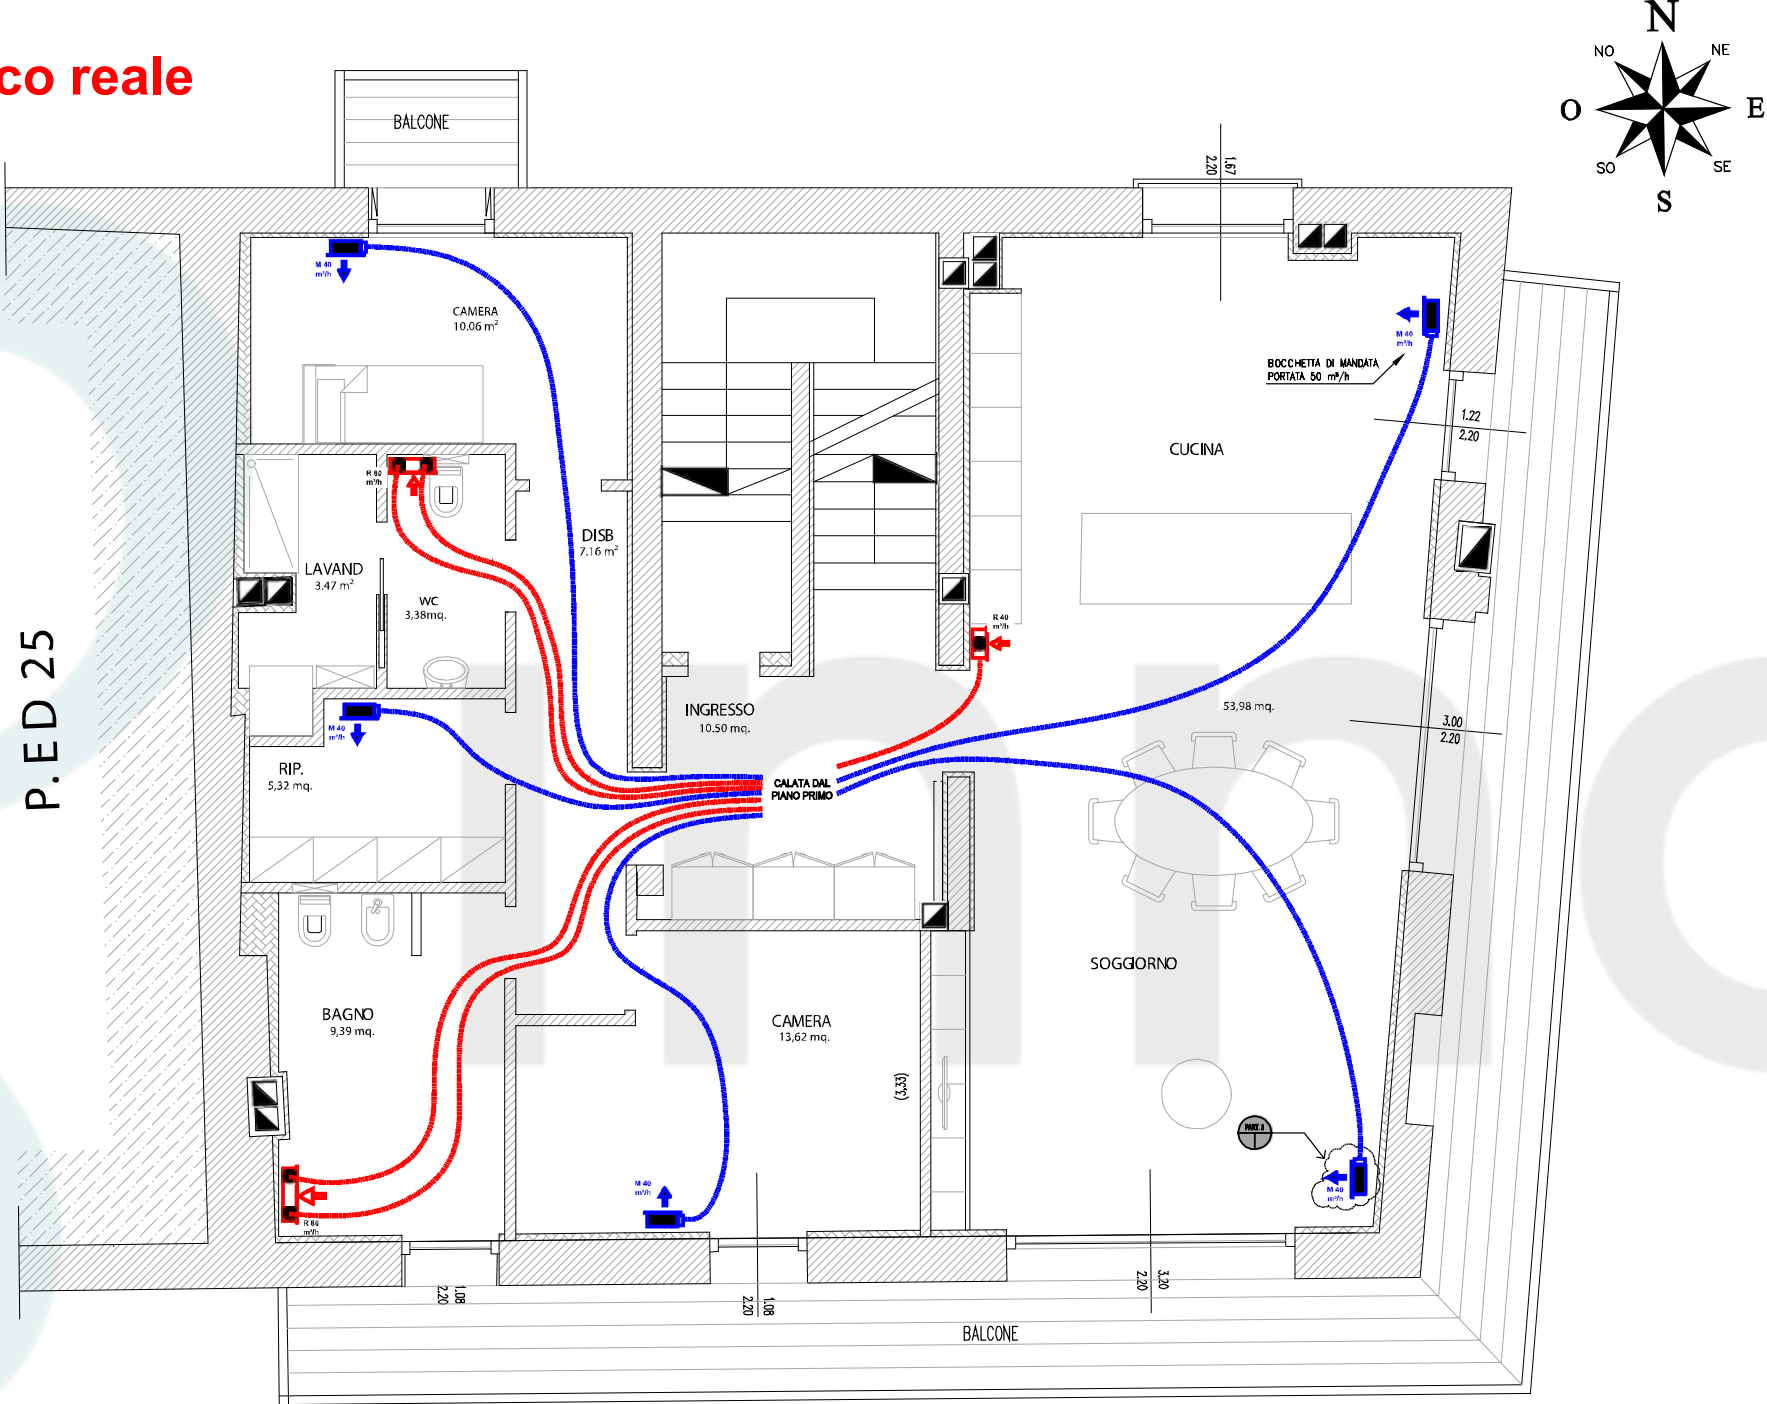 co reale
N
NO
NE
O
E
SO
SE
S
BALCONE
1.67
2.20
M 40
m³/h
CAMERA
10.06 m²
M 40
m³/h
BOCCHETTA DI MANDATA
PORTATA 50 m³/h
1.22
2.20
CUCINA
R 80
m³/h
DISB
7.16 m²
LAVAND
3.47 m²
WC
3,38mq.
R 40
m³/h
P.ED 25
INGRESSO
10.50 mq.
53,98 mq.
3.00
2.20
M 40
m³/h
RIP.
5,32 mq.
CALATA DAL
PIANO PRIMO
SOGGIORNO
BAGNO
9,39 mq.
CAMERA
13,62 mq.
(3.33)
PART. 3
M 40
m³/h
M 40
m³/h
R 80
m³/h
1.08
2.20
1.08
2.20
3.20
2.20
BALCONE